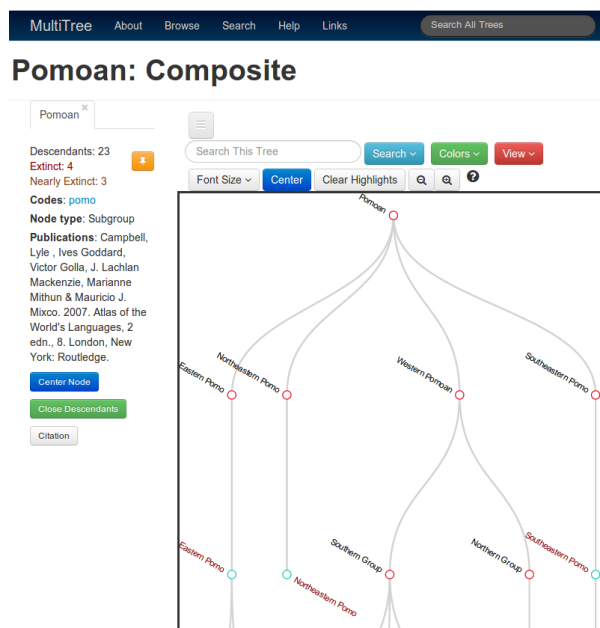 MultiTree About Browse Search Help Links Search All Trees
Pomoan: Composite
Pomoan ×
Descendants: 23
Extinct: 4
Nearly Extinct: 3
Codes: pomo
Node type: Subgroup
Publications: Campbell,
Lyle , Ives Goddard,
Victor Golla, J. Lachlan
Mackenzie, Marianne
Mithun & Mauricio J.
Mixco. 2007. Atlas of the
World's Languages, 2
edn., 8. London, New
York: Routledge.
Center Node
Close Descendants
Citation
Search This Tree Search Colors View
Font Size Center Clear Highlights
Pomoan
Eastern Pomo
Northeastern Pomo
Western Pomoan
Southeastern Pomo
Eastern Pomo
Northeastern Pomo
Southern Group
Northern Group
Southeastern Pomo